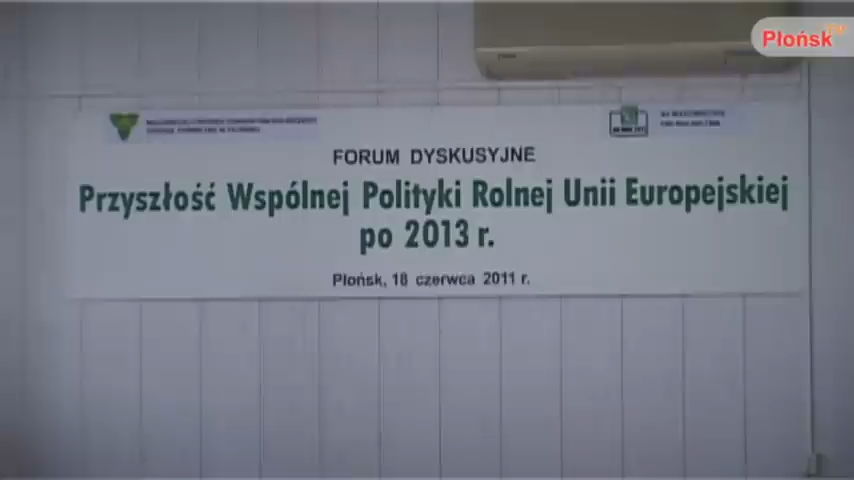 Płońsk
FORUM DYSKUSYJNE
Przyszłość Wspólnej Polityki Rolnej Unii Europejskiej
po 2013 r.
Płońsk, 18 czerwca 2011 r.